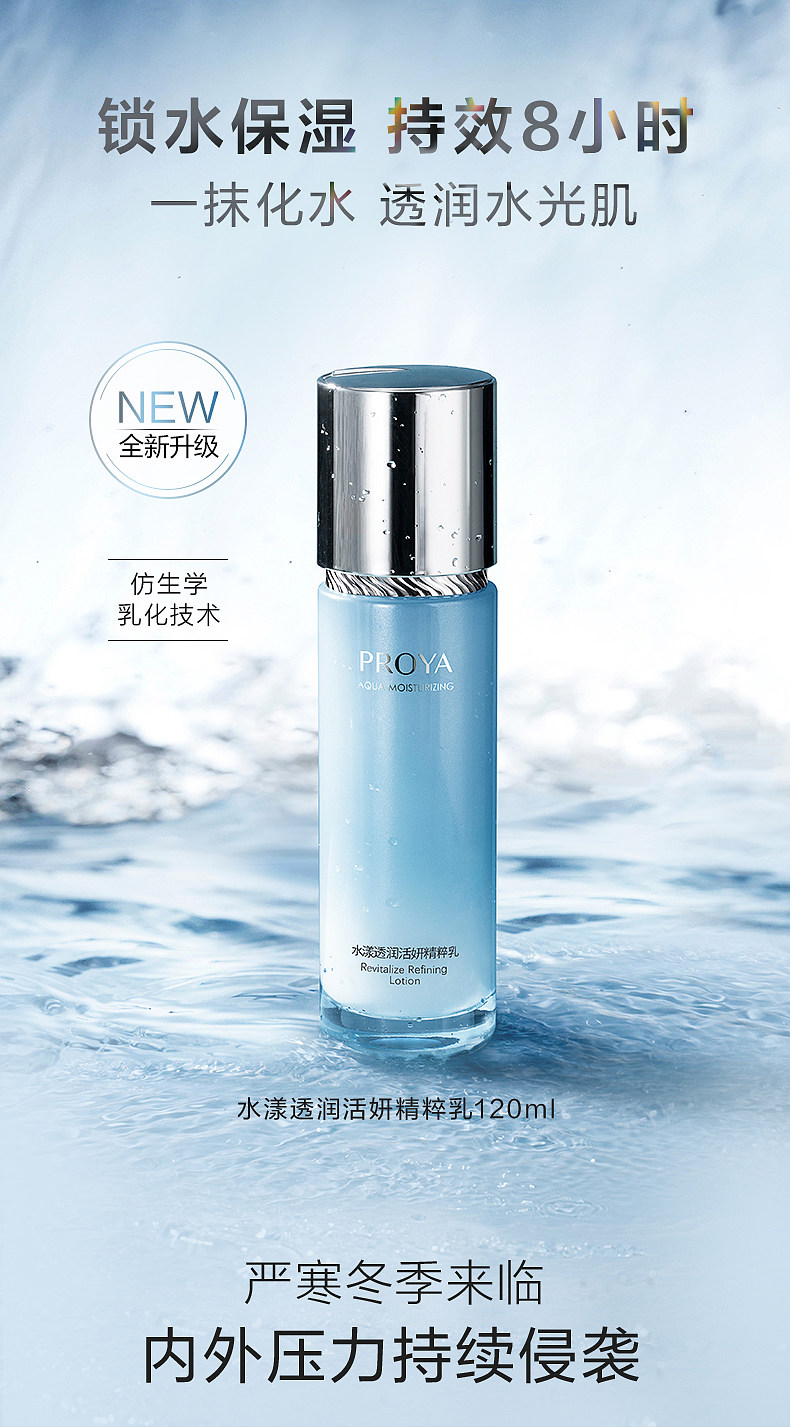 锁水保湿 持效8小时
一抹化水 透润水光肌
NEW
全新升级
仿生学
乳化技术
PROYA
AQUA MOISTURIZING
水漾透润活妍精粹乳
Revitalize Refining
Lotion
水漾透润活妍精粹乳120ml
严寒冬季来临
内外压力持续侵袭